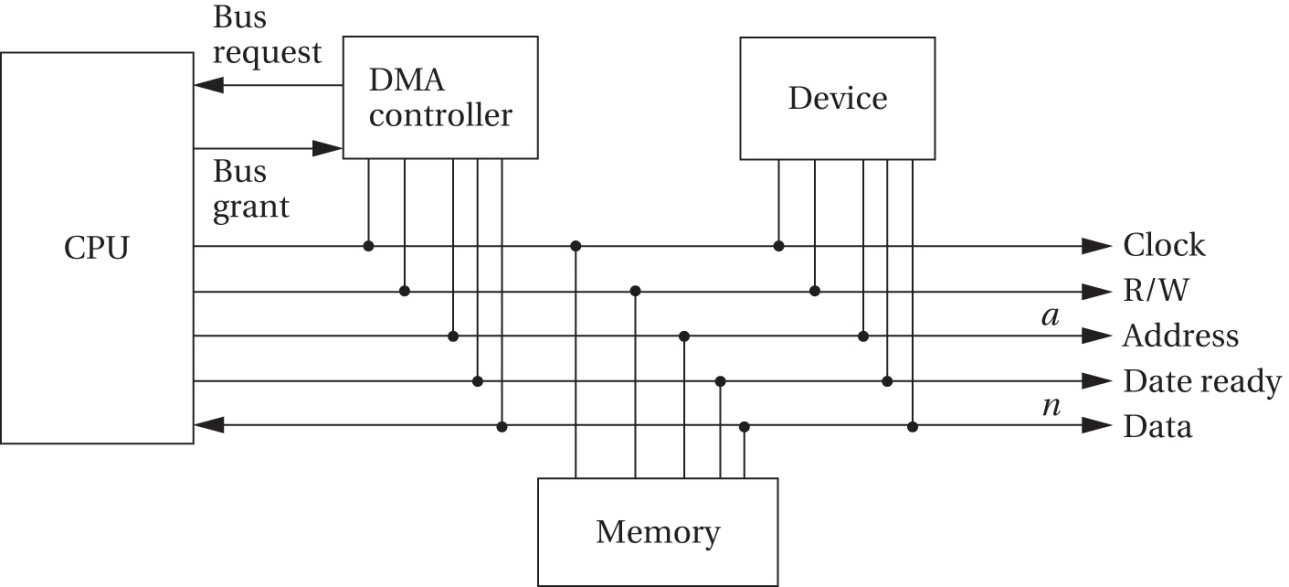 Bus
request
DMA
controller
Device
Bus
grant
CPU
Clock
R/W
a
Address
Date ready
n
Data
Memory